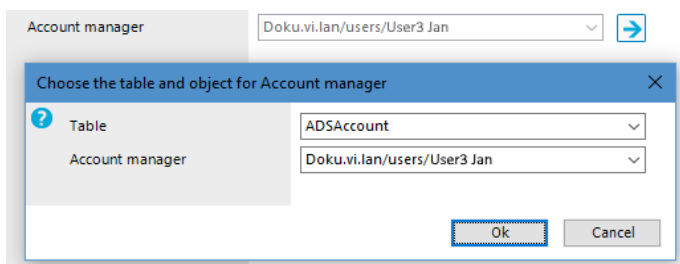 Account manager Doku.vi.lan/users/User3 Jan
Choose the table and object for Account manager
? Table ADSAccount
Account manager Doku.vi.lan/users/User3 Jan
Ok Cancel